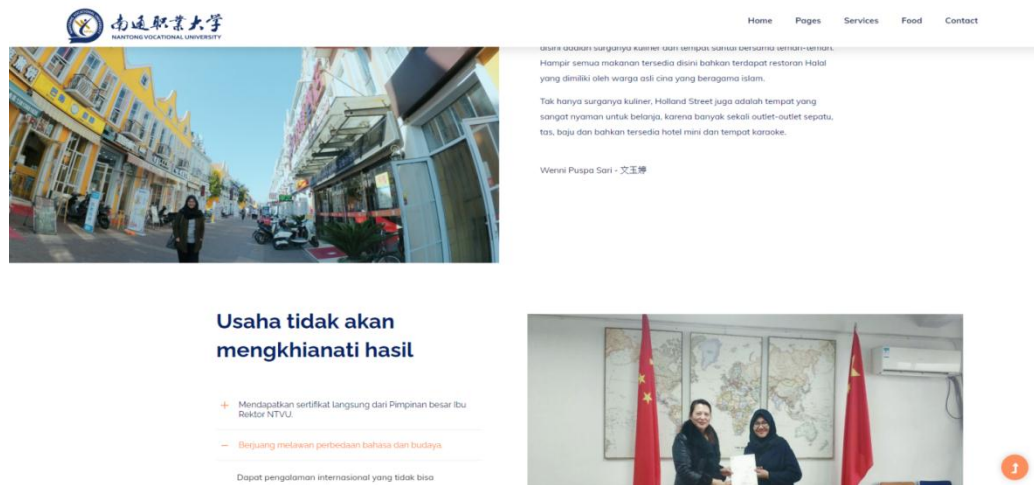 南通职业大学
NANTONG VOCATIONAL UNIVERSITY
Home Pages Services Food Contact
disini adalah surganya kuliner dan tempat santai bersama teman-teman.
Hampir semua makanan tersedia disini bahkan terdapat restoran Halal
yang dimiliki oleh warga asli cina yang beragama islam.
Tak hanya surganya kuliner, Holland Street juga adalah tempat yang
sangat nyaman untuk belanja, karena banyak sekali outlet-outlet sepatu,
tas, baju dan bahkan tersedia hotel mini dan tempat karaoke.
Wenni Puspa Sari - 文玉婷
Usaha tidak akan
mengkhianati hasil
+ Mendapatkan sertifikat langsung dari Pimpinan besar Ibu
Rektor NTVU.
− Berjuang melawan perbedaan bahasa dan budaya
Dapat pengalaman internasional yang tidak bisa